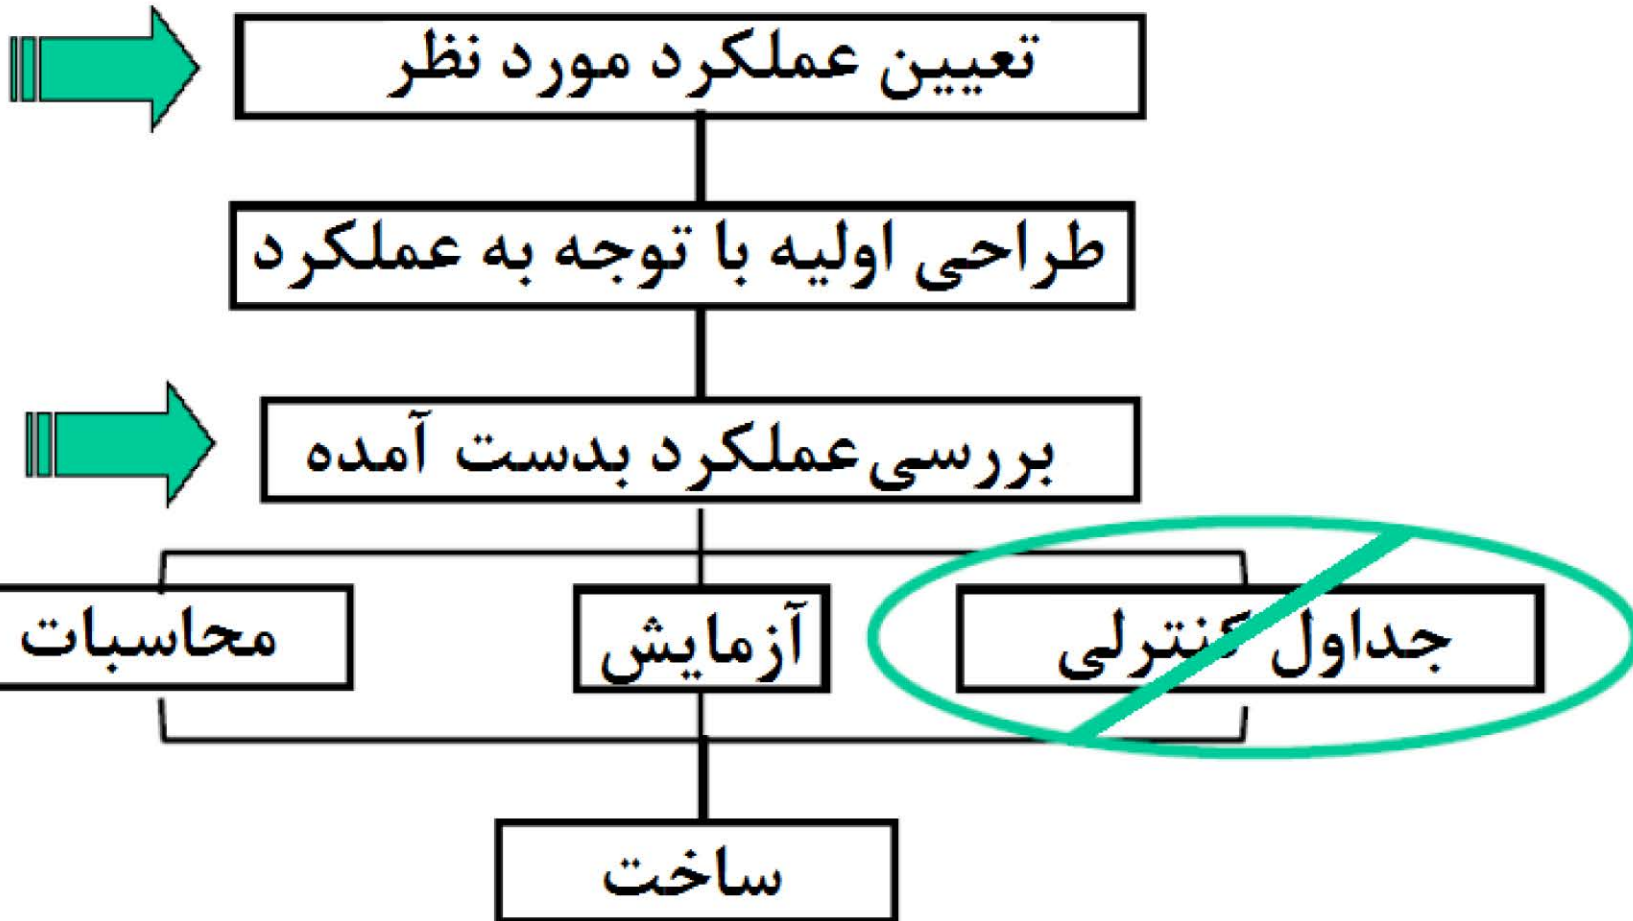 تعیین عملکرد مورد نظر
طراحی اولیه با توجه به عملکرد
بررسی عملکرد بدست آمده
جداول کنترلی
آزمایش
محاسبات
ساخت